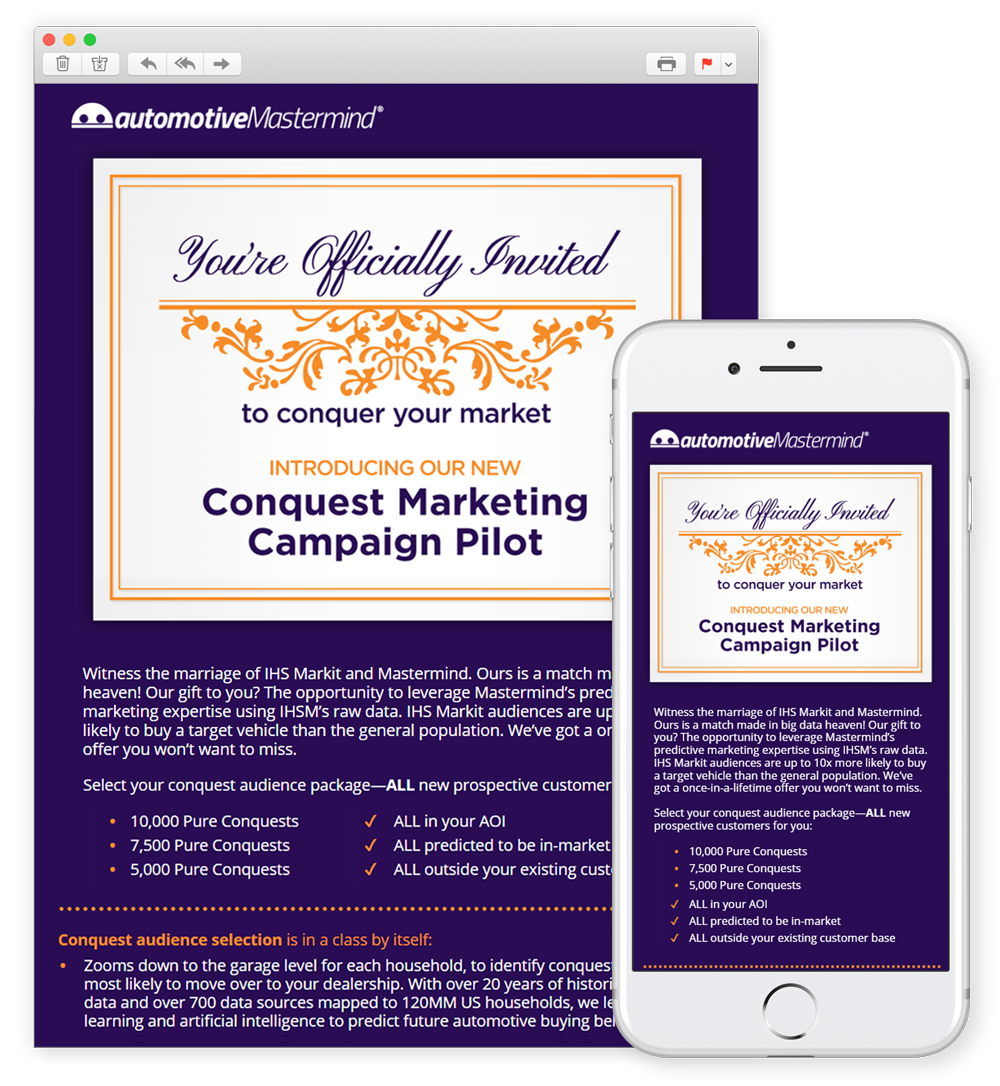 automotiveMastermind®
You're Officially Invited
to conquer your market
INTRODUCING OUR NEW
Conquest Marketing
Campaign Pilot
Witness the marriage of IHS Markit and Mastermind. Ours is a match m
heaven! Our gift to you? The opportunity to leverage Mastermind's pred
marketing expertise using IHSM's raw data. IHS Markit audiences are up
likely to buy a target vehicle than the general population. We've got a on
offer you won't want to miss.
Select your conquest audience package—ALL new prospective customer
• 10,000 Pure Conquests ✓ ALL in your AOI
• 7,500 Pure Conquests ✓ ALL predicted to be in-market
• 5,000 Pure Conquests ✓ ALL outside your existing custo
Conquest audience selection is in a class by itself:
• Zooms down to the garage level for each household, to identify conques
most likely to move over to your dealership. With over 20 years of histori
data and over 700 data sources mapped to 120MM US households, we le
learning and artificial intelligence to predict future automotive buying be
automotiveMastermind®
You're Officially Invited
to conquer your market
INTRODUCING OUR NEW
Conquest Marketing
Campaign Pilot
Witness the marriage of IHS Markit and Mastermind.
Ours is a match made in big data heaven! Our gift to
you? The opportunity to leverage Mastermind's
predictive marketing expertise using IHSM's raw data.
IHS Markit audiences are up to 10x more likely to buy
a target vehicle than the general population. We've
got a once-in-a-lifetime offer you won't want to miss.
Select your conquest audience package—ALL new
prospective customers for you:
• 10,000 Pure Conquests
• 7,500 Pure Conquests
• 5,000 Pure Conquests
✓ ALL in your AOI
✓ ALL predicted to be in-market
✓ ALL outside your existing customer base